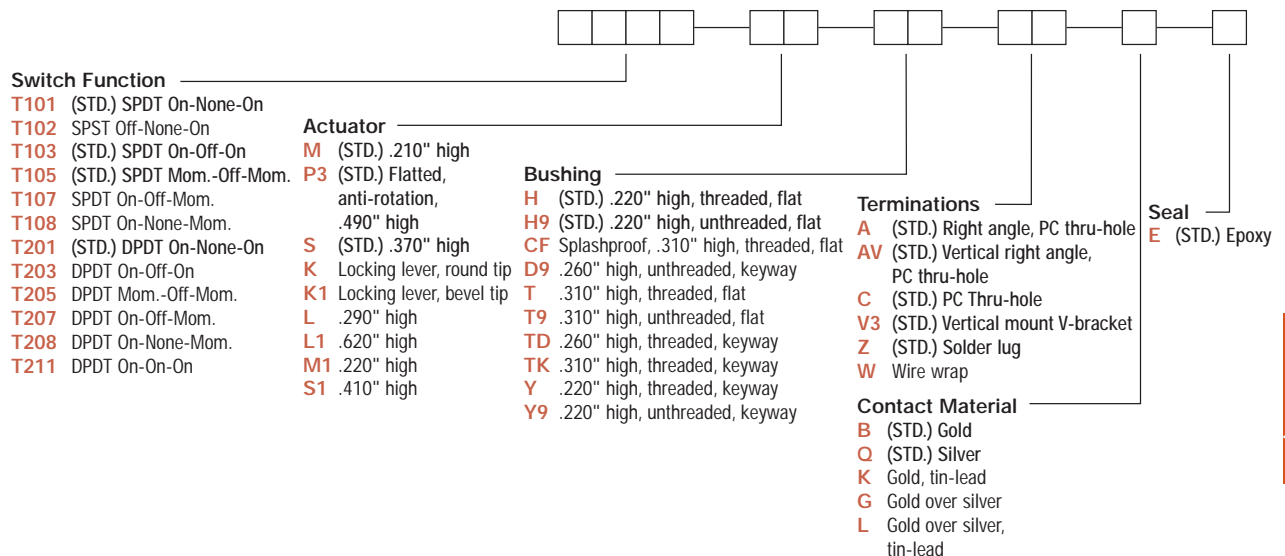 Switch Function
T101 (STD.) SPDT On-None-On
T102 SPST Off-None-On
T103 (STD.) SPDT On-Off-On
T105 (STD.) SPDT Mom.-Off-Mom.
T107 SPDT On-Off-Mom.
T108 SPDT On-None-Mom.
T201 (STD.) DPDT On-None-On
T203 DPDT On-Off-On
T205 DPDT Mom.-Off-Mom.
T207 DPDT On-Off-Mom.
T208 DPDT On-None-Mom.
T211 DPDT On-On-On
Actuator
M (STD.) .210" high
P3 (STD.) Flatted,
anti-rotation,
.490" high
S (STD.) .370" high
K Locking lever, round tip
K1 Locking lever, bevel tip
L .290" high
L1 .620" high
M1 .220" high
S1 .410" high
Bushing
H (STD.) .220" high, threaded, flat
H9 (STD.) .220" high, unthreaded, flat
CF Splashproof, .310" high, threaded, flat
D9 .260" high, unthreaded, keyway
T .310" high, threaded, flat
T9 .310" high, unthreaded, flat
TD .260" high, threaded, keyway
TK .310" high, threaded, keyway
Y .220" high, threaded, keyway
Y9 .220" high, unthreaded, keyway
Terminations
A (STD.) Right angle, PC thru-hole
AV (STD.) Vertical right angle,
PC thru-hole
C (STD.) PC Thru-hole
V3 (STD.) Vertical mount V-bracket
Z (STD.) Solder lug
W Wire wrap
Contact Material
B (STD.) Gold
Q (STD.) Silver
K Gold, tin-lead
G Gold over silver
L Gold over silver,
tin-lead
Seal
E (STD.) Epoxy